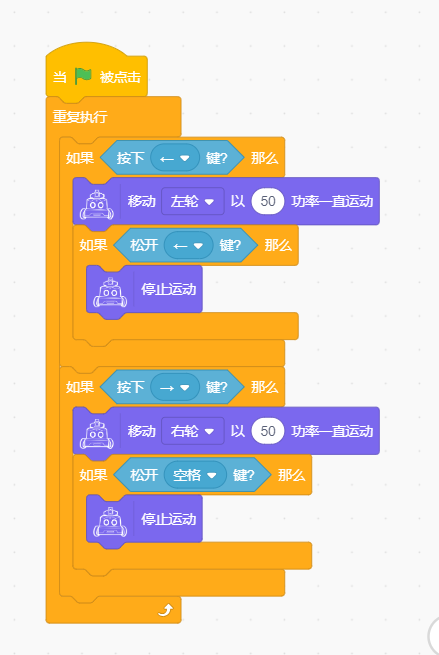 当 被点击
重复执行
如果 按下 ← 键? 那么
移动 左轮 以 50 功率一直运动
如果 松开 ← 键? 那么
停止运动
如果 按下 → 键? 那么
移动 右轮 以 50 功率一直运动
如果 松开 空格 键? 那么
停止运动